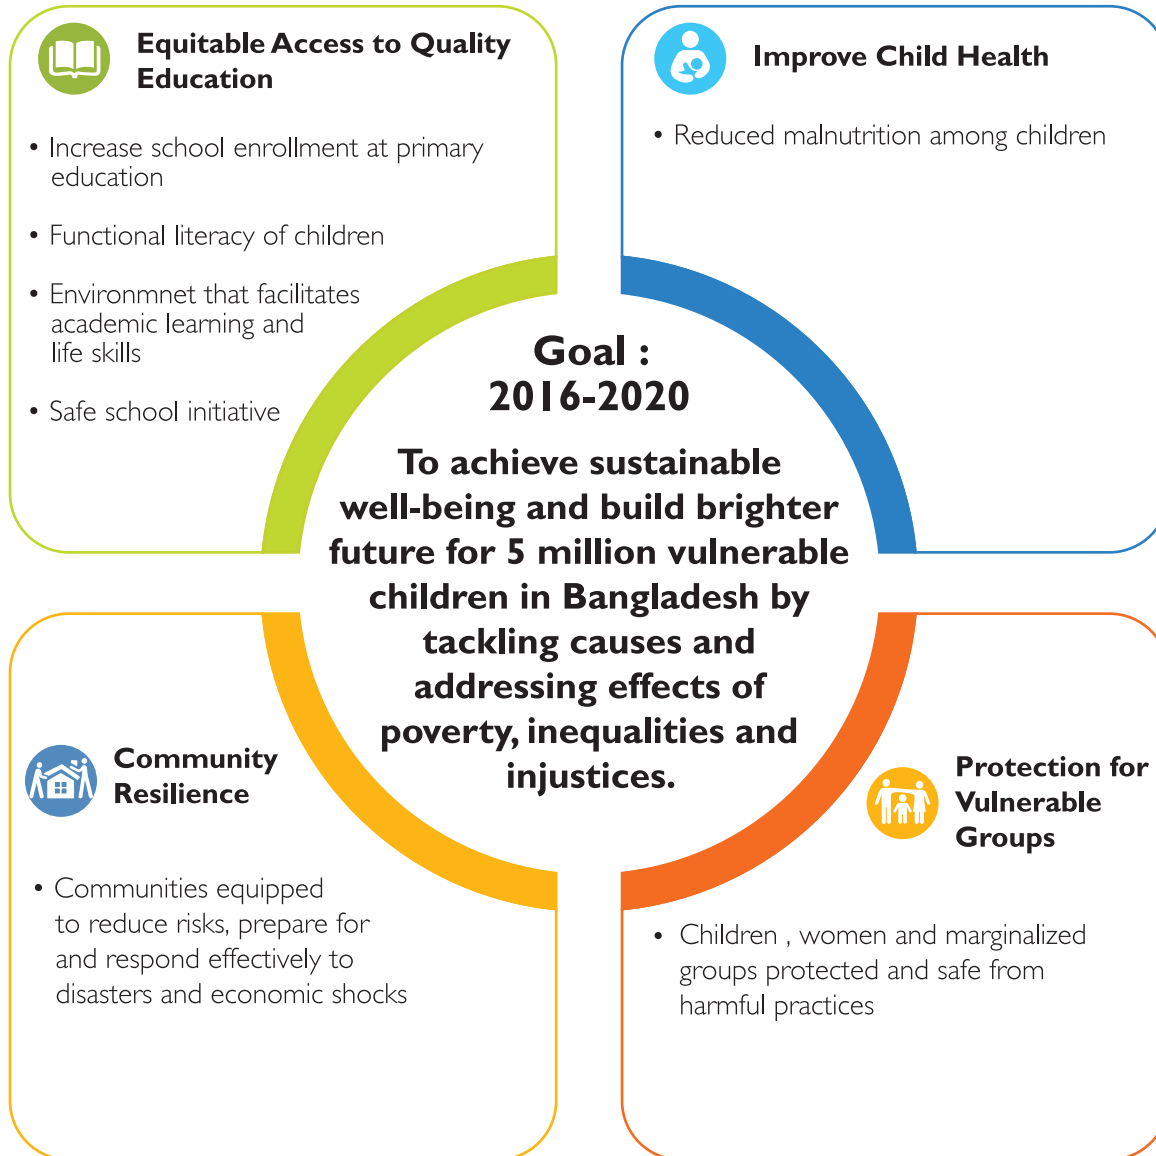 Equitable Access to Quality
Education
• Increase school enrollment at primary
education
• Functional literacy of children
• Environmnet that facilitates
academic learning and
life skills
• Safe school initiative
Improve Child Health
• Reduced malnutrition among children
Goal :
2016-2020
To achieve sustainable
well-being and build brighter
future for 5 million vulnerable
children in Bangladesh by
tackling causes and
addressing effects of
poverty, inequalities and
injustices.
Community
Resilience
• Communities equipped
to reduce risks, prepare for
and respond effectively to
disasters and economic shocks
Protection for
Vulnerable
Groups
• Children , women and marginalized
groups protected and safe from
harmful practices